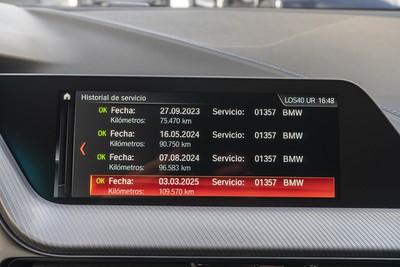 Historial de servicio LOS40 UR 16:48
OK Fecha: 27.09.2023 Servicio: 01357 BMW
Kilómetros: 75.470 km
OK Fecha: 16.05.2024 Servicio: 01357 BMW
Kilómetros: 90.750 km
OK Fecha: 07.08.2024 Servicio: 01357 BMW
Kilómetros: 96.583 km
OK Fecha: 03.03.2025 Servicio: 01357 BMW
Kilómetros: 109.570 km